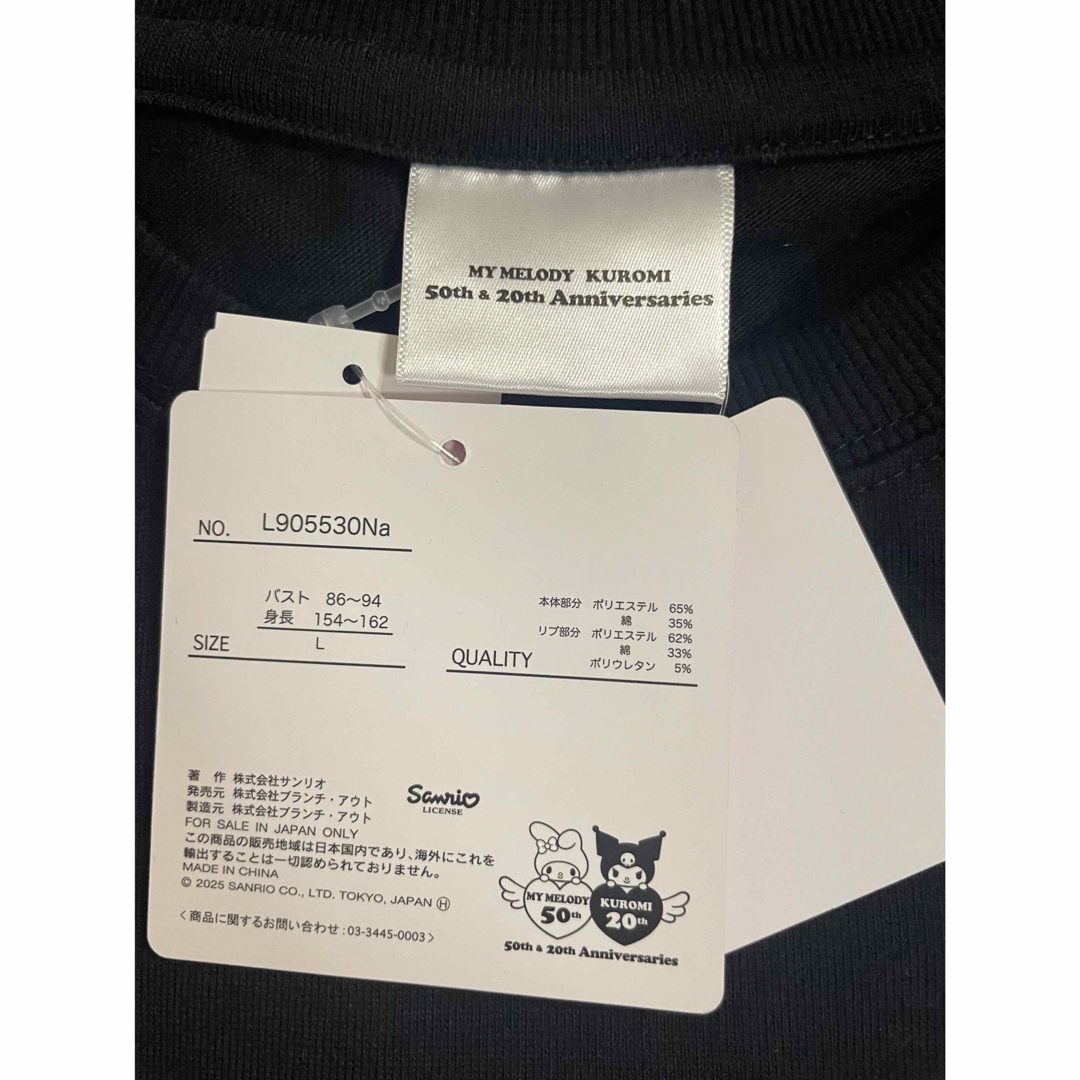 MY MELODY KUROMI
50th & 20th Anniversaries
NO. L905530Na
バスト 86〜94
身長 154〜162
SIZE L
本体部分 ポリエステル 65%
綿 35%
リブ部分 ポリエステル 62%
綿 33%
ポリウレタン 5%
QUALITY
著 作 株式会社サンリオ
発売元 株式会社ブランチ・アウト
製造元 株式会社ブランチ・アウト
FOR SALE IN JAPAN ONLY
この商品の販売地域は日本国内であり、海外にこれを
輸出することは一切認められておりません。
MADE IN CHINA
© 2025 SANRIO CO., LTD. TOKYO, JAPAN Ⓗ
<商品に関するお問い合わせ:03-3445-0003>
Sanrio
LICENSE
MY MELODY
50th
KUROMI
20th
50th & 20th Anniversaries